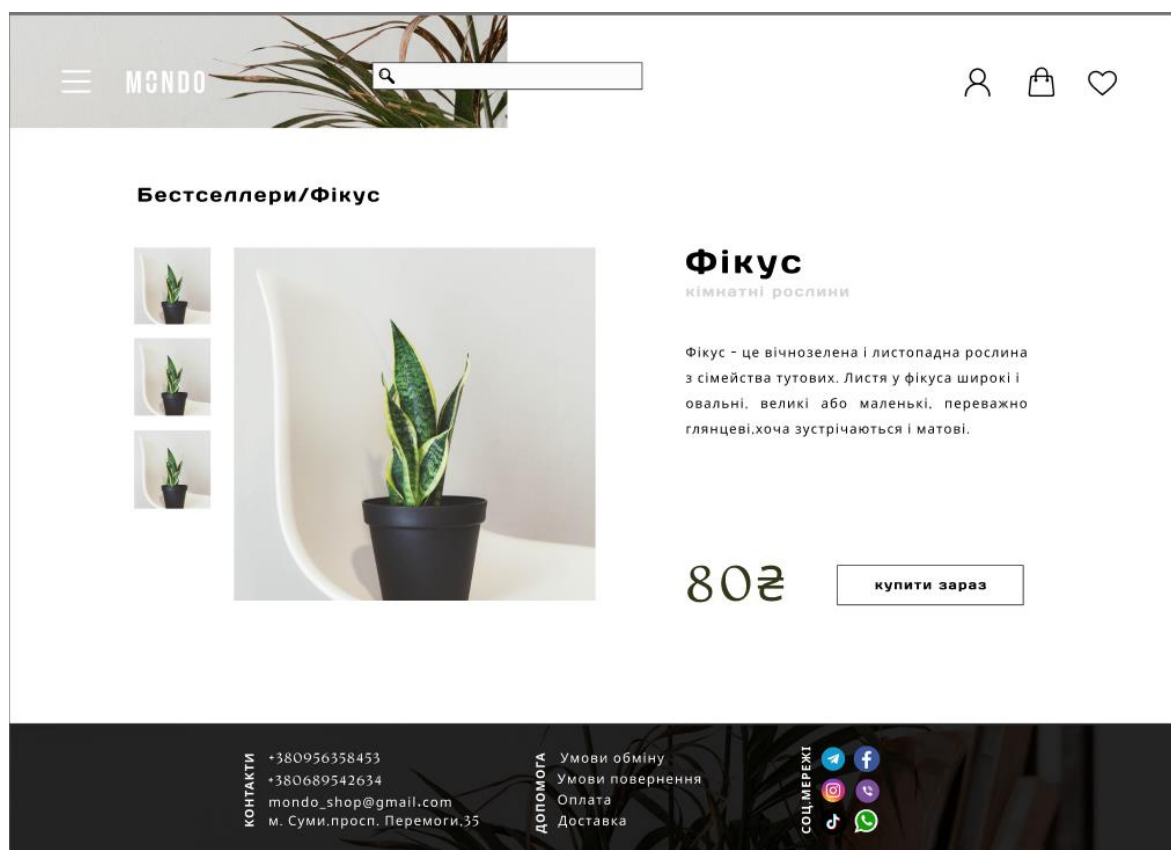 MONDO
Бестселлери/Фікус
Фікус
кімнатні рослини
Фікус - це вічнозелена і листопадна рослина
з сімейства тутових. Листя у фікуса широкі і
овальні, великі або маленькі, переважно
глянцеві,хоча зустрічаються і матові.
80₴
купити зараз
КОНТАКТИ
+380956358453
+380689542634
mondo_shop@gmail.com
м. Суми,просп. Перемоги,35
ДОПОМОГА
Умови обміну
Умови повернення
Оплата
Доставка
СОЦ.МЕРЕЖІ